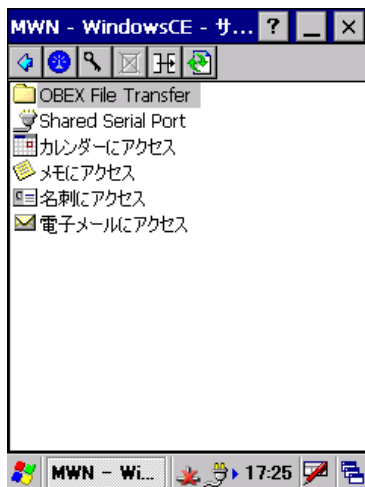 MWN - WindowsCE - サ... ? _ ×
OBEX File Transfer
Shared Serial Port
カレンダーにアクセス
メモにアクセス
名刺にアクセス
電子メールにアクセス
MWN - Wi... 17:25